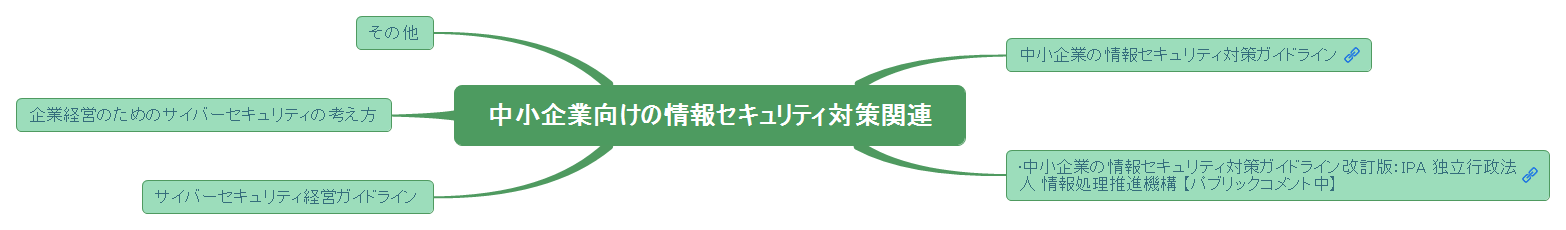 その他
中小企業の情報セキュリティ対策ガイドライン
企業経営のためのサイバーセキュリティの考え方
中小企業向けの情報セキュリティ対策関連
・中小企業の情報セキュリティ対策ガイドライン改訂版：IPA 独立行政法
人 情報処理推進機構 【パブリックコメント中】
サイバーセキュリティ経営ガイドライン